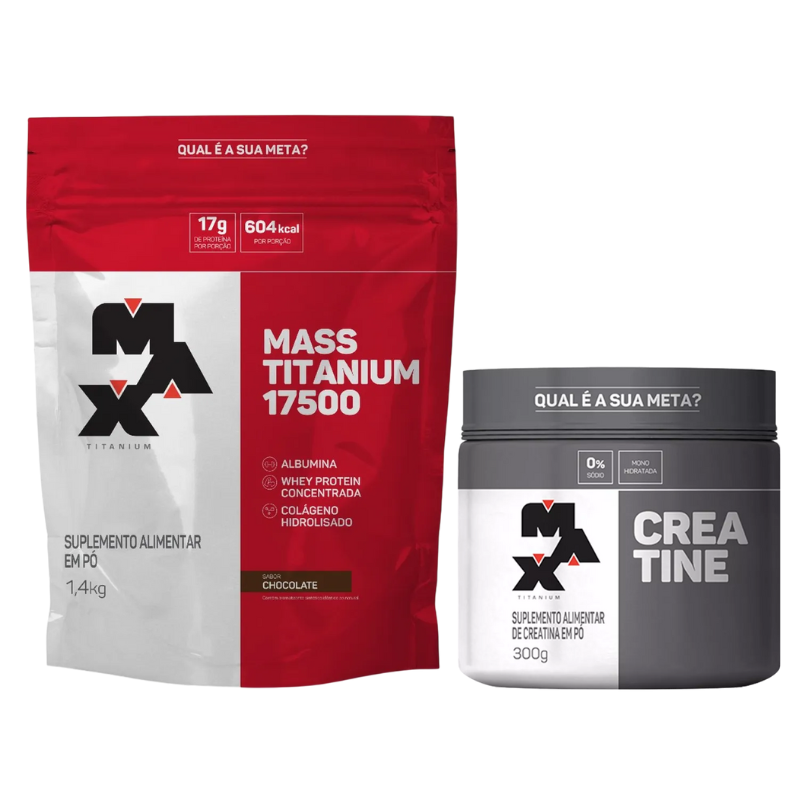 QUAL É A SUA META?
17g
DE PROTEÍNA
POR PORÇÃO
604 kcal
POR PORÇÃO
MAX
TITANIUM
MASS
TITANIUM
17500
ALBUMINA
WHEY PROTEIN
CONCENTRADA
COLÁGENO
HIDROLISADO
SUPLEMENTO ALIMENTAR
EM PÓ
1,4kg
SABOR
CHOCOLATE
QUAL É A SUA META?
0%
SÓDIO
MONO
HIDRATADA
MAX
TITANIUM
CREA
TINE
SUPLEMENTO ALIMENTAR
DE CREATINA EM PÓ
300g